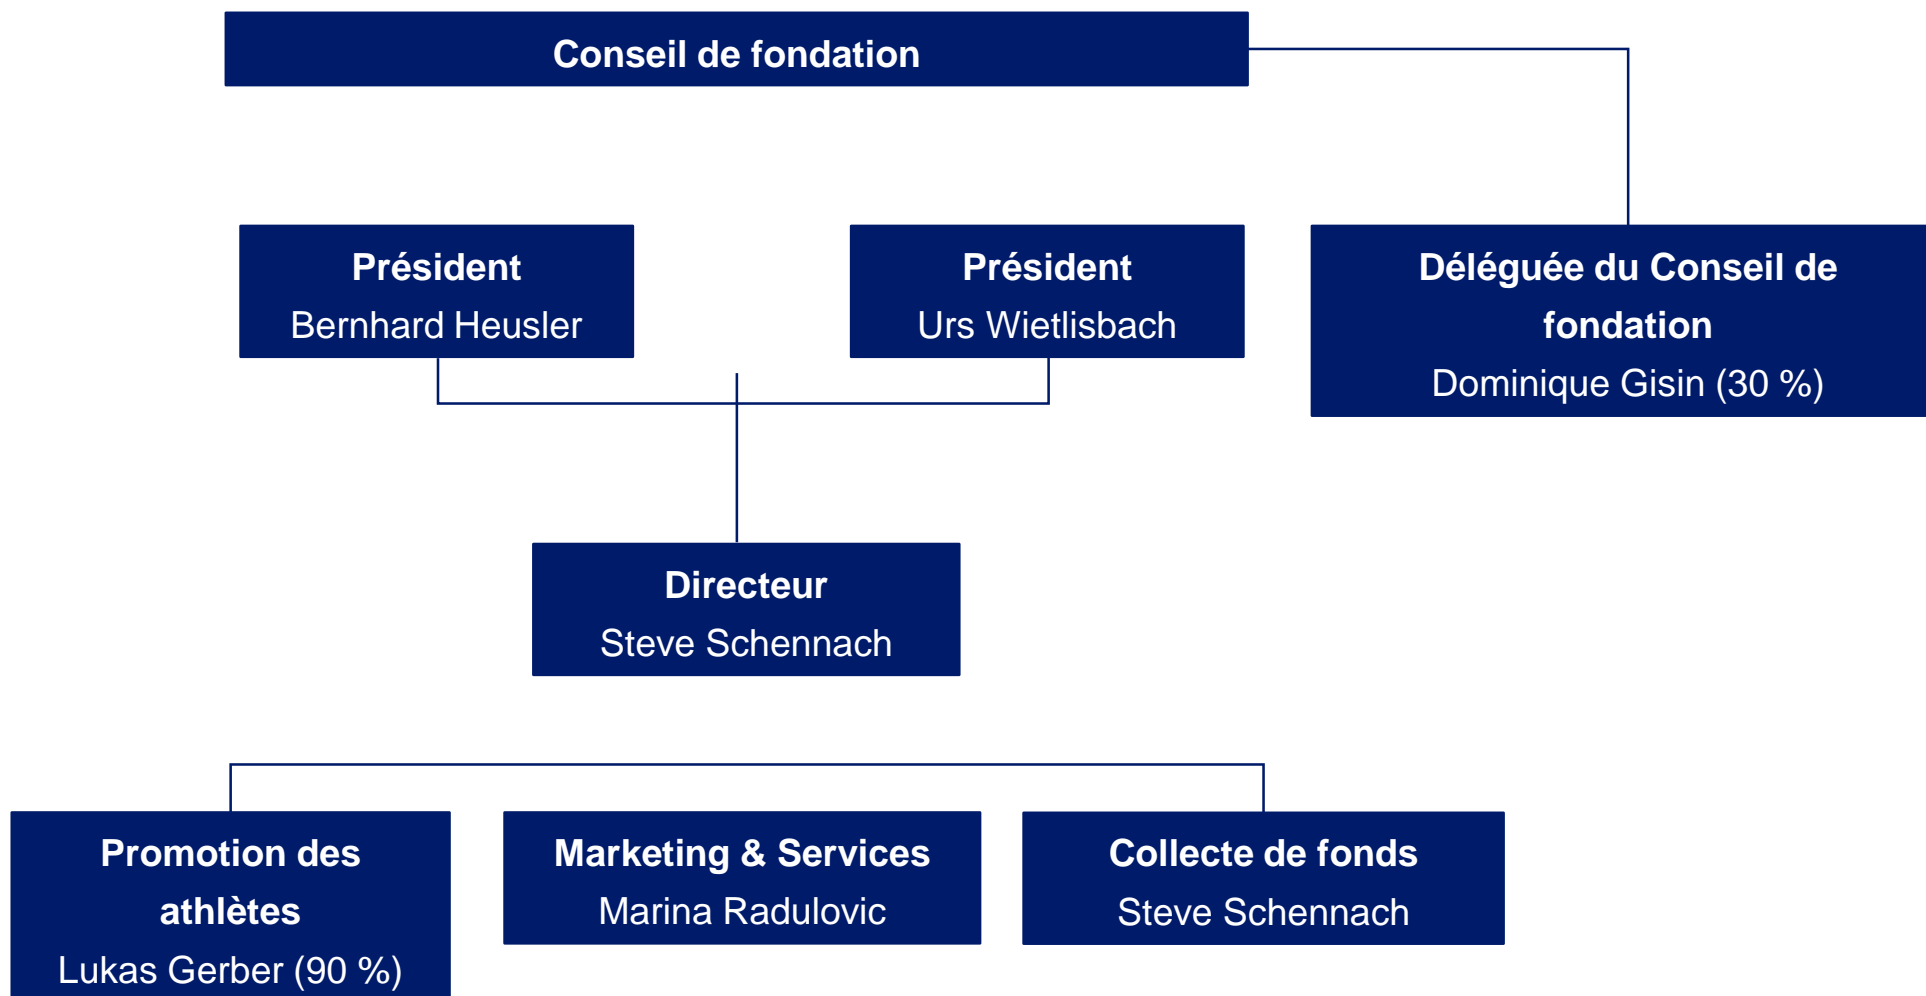 Conseil de fondation
Président
Bernhard Heusler
Président
Urs Wietlisbach
Déléguée du Conseil de
fondation
Dominique Gisin (30 %)
Directeur
Steve Schennach
Promotion des
athlètes
Lukas Gerber (90 %)
Marketing & Services
Marina Radulovic
Collecte de fonds
Steve Schennach